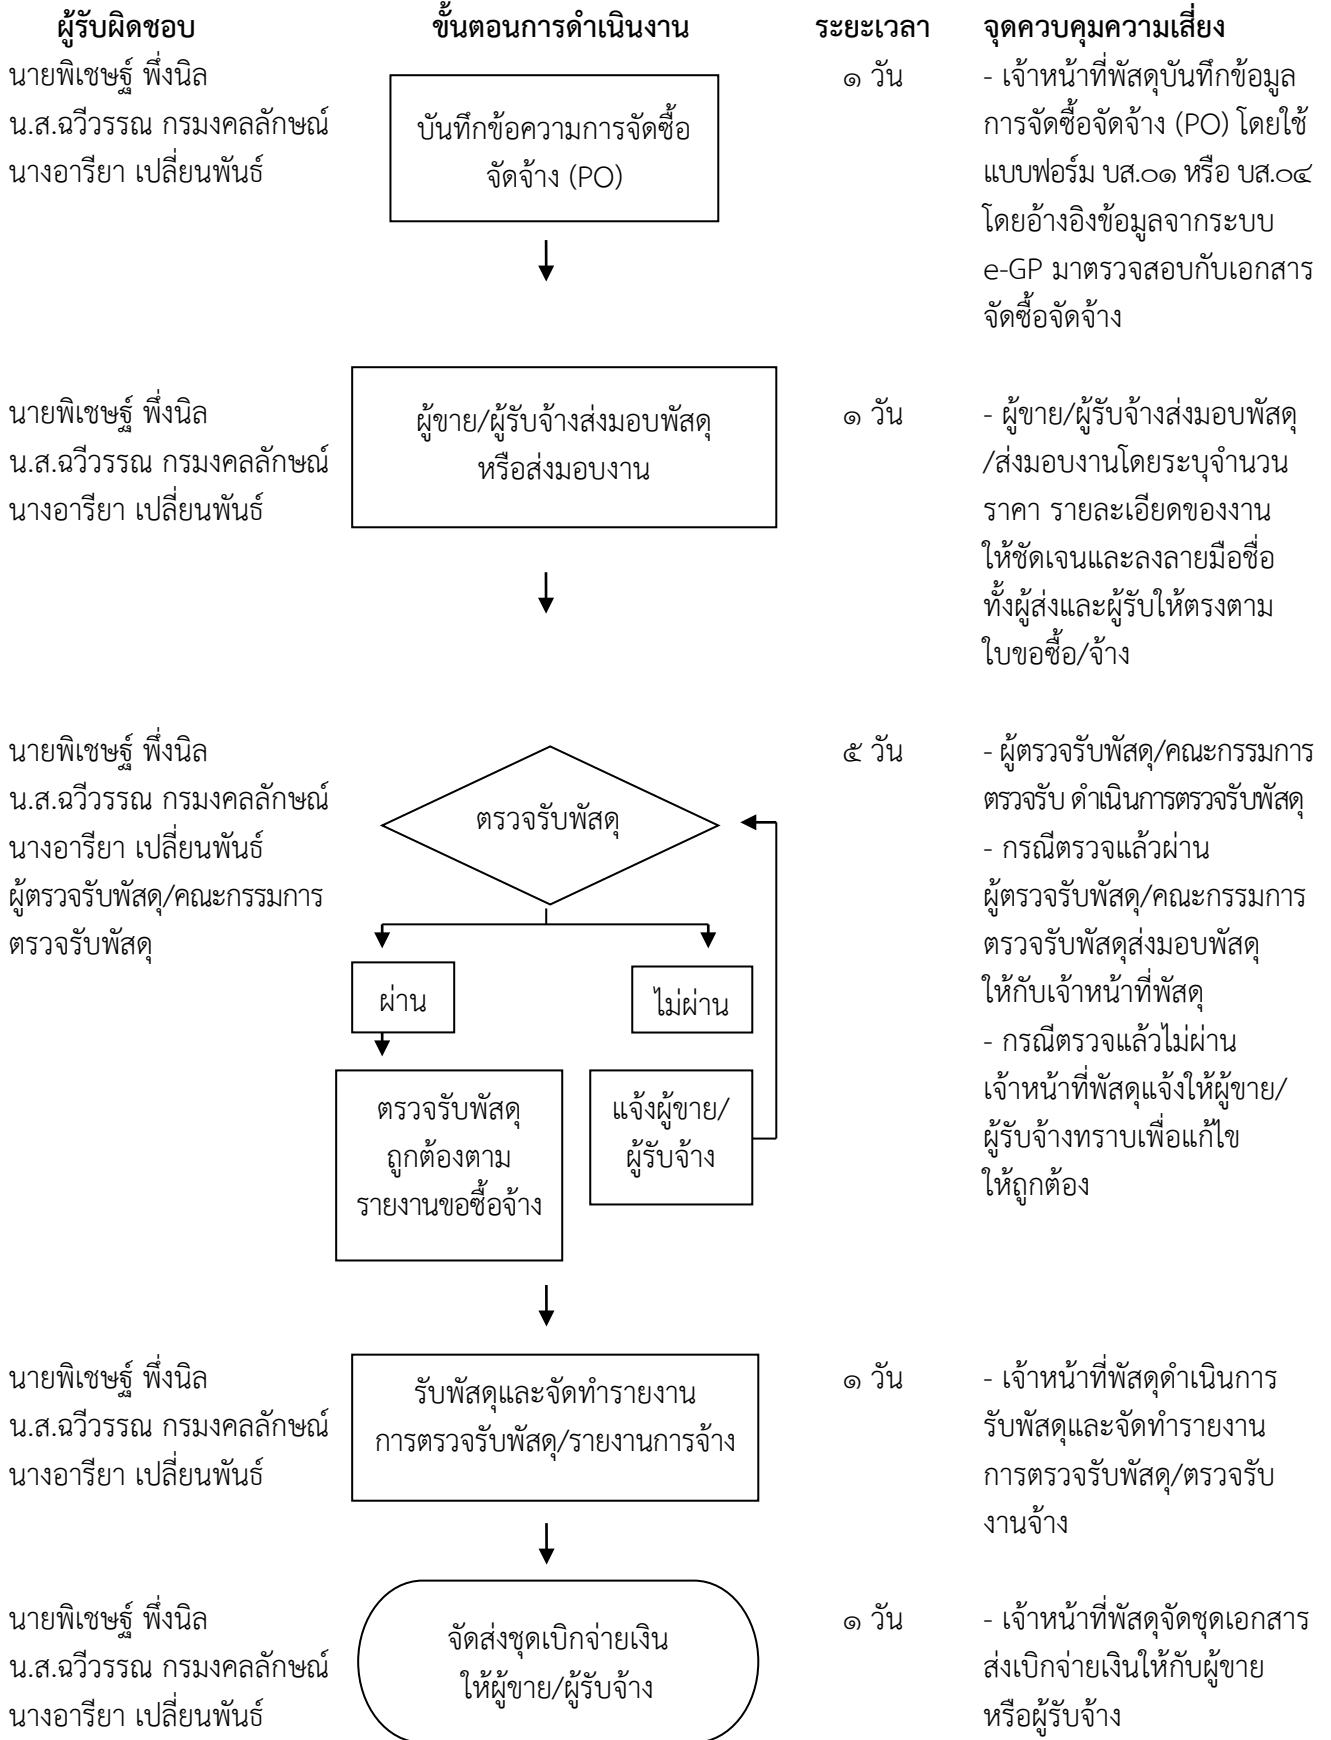 ผู้รับผิดชอบ
ขั้นตอนการดำเนินงาน
ระยะเวลา
จุดควบคุมความเสี่ยง
นายพิเชษฐ์ พึ่งนิล
น.ส.ฉวีวรรณ กรมงคลลักษณ์
นางอารียา เปลี่ยนพันธ์
บันทึกข้อความการจัดซื้อ
จัดจ้าง (PO)
๑ วัน
- เจ้าหน้าที่พัสดุบันทึกข้อมูล
การจัดซื้อจัดจ้าง (PO) โดยใช้
แบบฟอร์ม บส.๐๑ หรือ บส.๐๔
โดยอ้างอิงข้อมูลจากระบบ
e-GP มาตรวจสอบกับเอกสาร
จัดซื้อจัดจ้าง
นายพิเชษฐ์ พึ่งนิล
น.ส.ฉวีวรรณ กรมงคลลักษณ์
นางอารียา เปลี่ยนพันธ์
ผู้ขาย/ผู้รับจ้างส่งมอบพัสดุ
หรือส่งมอบงาน
๑ วัน
- ผู้ขาย/ผู้รับจ้างส่งมอบพัสดุ
/ส่งมอบงานโดยระบุจำนวน
ราคา รายละเอียดของงาน
ให้ชัดเจนและลงลายมือชื่อ
ทั้งผู้ส่งและผู้รับให้ตรงตาม
ใบขอซื้อ/จ้าง
นายพิเชษฐ์ พึ่งนิล
น.ส.ฉวีวรรณ กรมงคลลักษณ์
นางอารียา เปลี่ยนพันธ์
ผู้ตรวจรับพัสดุ/คณะกรรมการ
ตรวจรับพัสดุ
ตรวจรับพัสดุ
ผ่าน
ไม่ผ่าน
ตรวจรับพัสดุ
ถูกต้องตาม
รายงานขอซื้อจ้าง
แจ้งผู้ขาย/
ผู้รับจ้าง
๕ วัน
- ผู้ตรวจรับพัสดุ/คณะกรรมการ
ตรวจรับ ดำเนินการตรวจรับพัสดุ
- กรณีตรวจแล้วผ่าน
ผู้ตรวจรับพัสดุ/คณะกรรมการ
ตรวจรับพัสดุส่งมอบพัสดุ
ให้กับเจ้าหน้าที่พัสดุ
- กรณีตรวจแล้วไม่ผ่าน
เจ้าหน้าที่พัสดุแจ้งให้ผู้ขาย/
ผู้รับจ้างทราบเพื่อแก้ไข
ให้ถูกต้อง
นายพิเชษฐ์ พึ่งนิล
น.ส.ฉวีวรรณ กรมงคลลักษณ์
นางอารียา เปลี่ยนพันธ์
รับพัสดุและจัดทำรายงาน
การตรวจรับพัสดุ/รายงานการจ้าง
๑ วัน
- เจ้าหน้าที่พัสดุดำเนินการ
รับพัสดุและจัดทำรายงาน
การตรวจรับพัสดุ/ตรวจรับ
งานจ้าง
นายพิเชษฐ์ พึ่งนิล
น.ส.ฉวีวรรณ กรมงคลลักษณ์
นางอารียา เปลี่ยนพันธ์
จัดส่งชุดเบิกจ่ายเงิน
ให้ผู้ขาย/ผู้รับจ้าง
๑ วัน
- เจ้าหน้าที่พัสดุจัดชุดเอกสาร
ส่งเบิกจ่ายเงินให้กับผู้ขาย
หรือผู้รับจ้าง